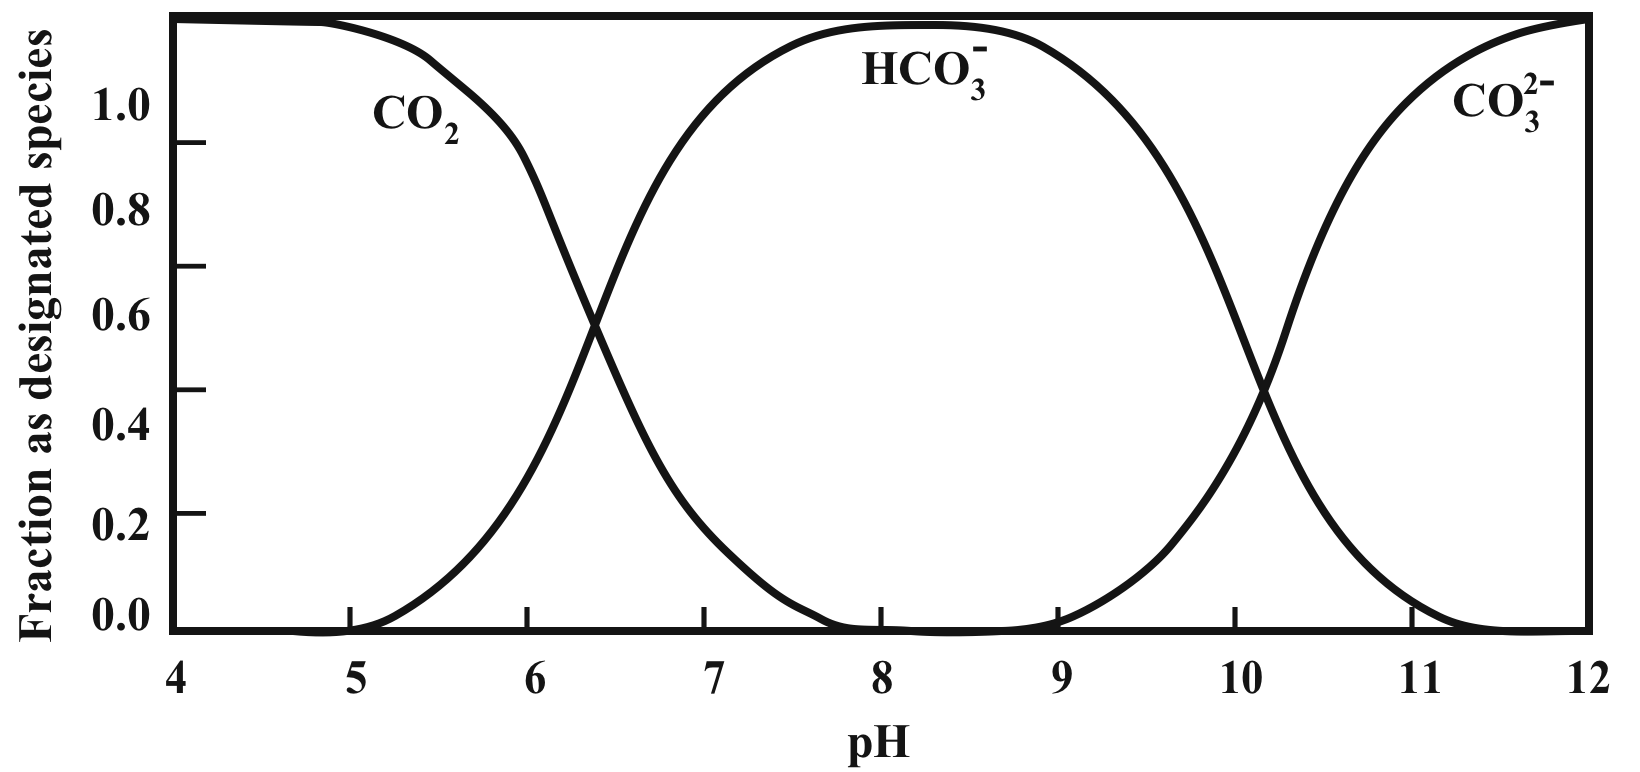 Fraction as designated species
1.0
0.8
0.6
0.4
0.2
0.0
CO₂
HCO₃⁻
CO₃²⁻
4 5 6 7 8 9 10 11 12
pH